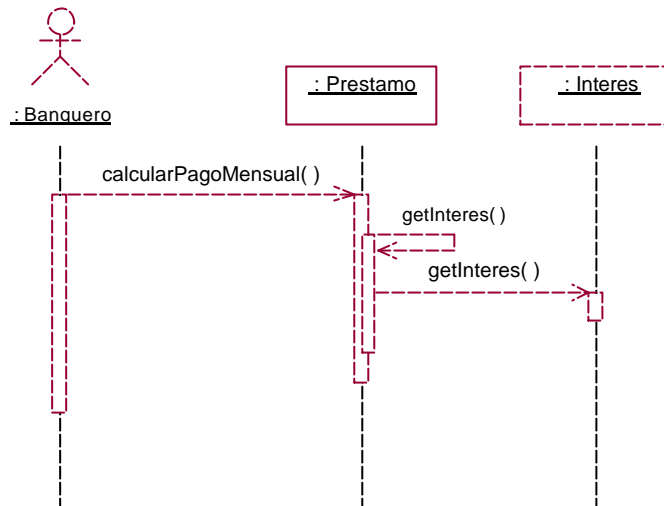 : Banquero
: Prestamo
: Interes
calcularPagoMensual( )
getInteres( )
getInteres( )